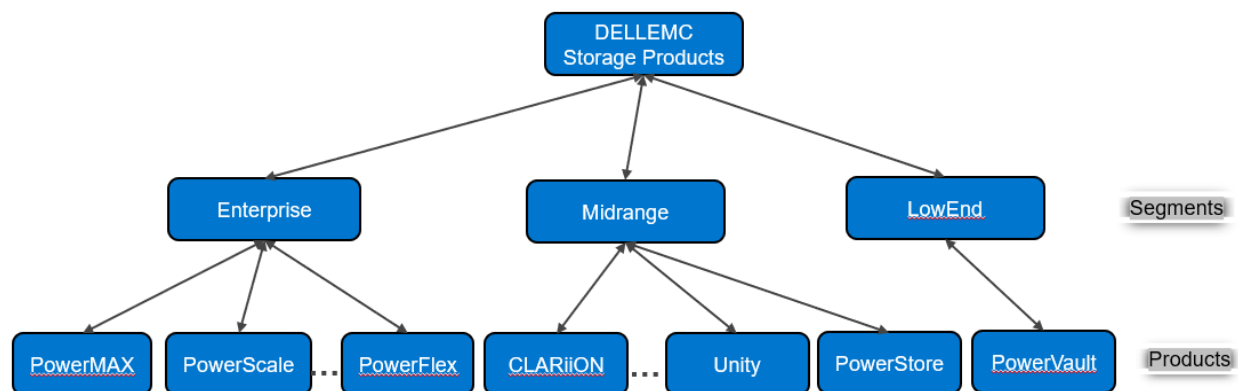 DELLEMC
Storage Products
Enterprise
Midrange
LowEnd
Segments
PowerMAX
PowerScale
....
PowerFlex
CLARiiON
....
Unity
PowerStore
PowerVault
Products